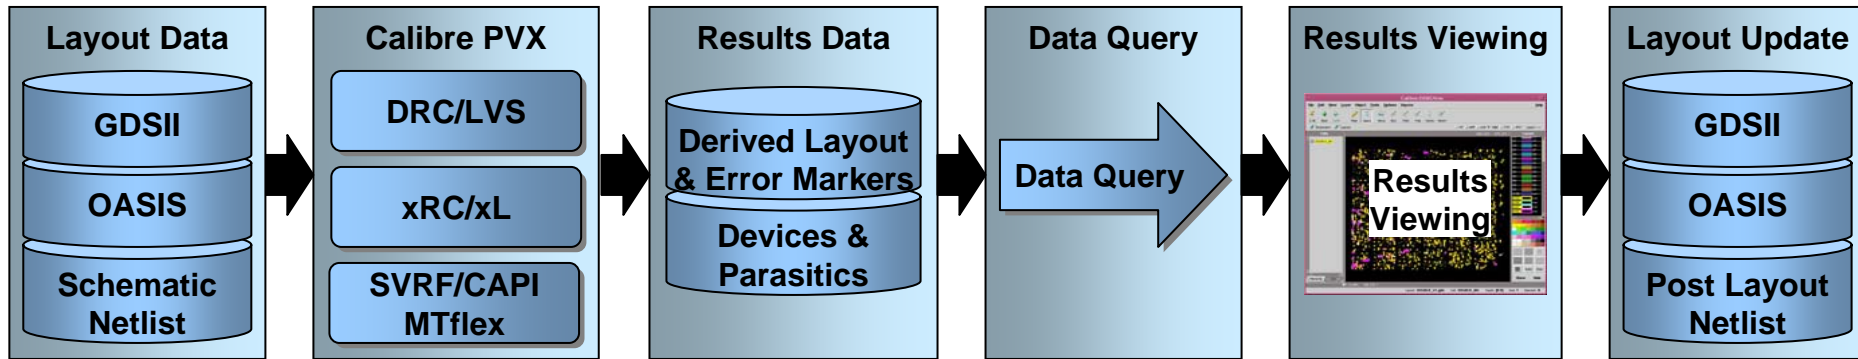 Layout Data
GDSII
OASIS
Schematic
Netlist
Calibre PVX
DRC/LVS
xRC/xL
SVRF/CAPI
MTflex
Results Data
Derived Layout
& Error Markers
Devices &
Parasitics
Data Query
Data Query
Results Viewing
Results
Viewing
Layout Update
GDSII
OASIS
Post Layout
Netlist